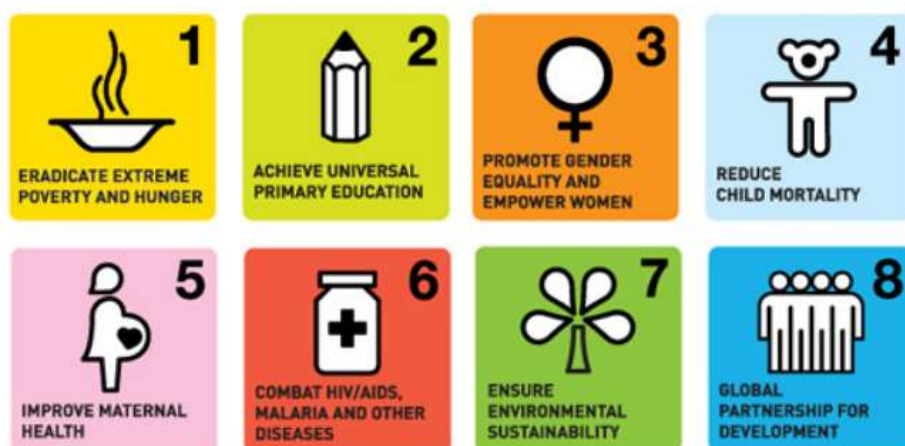 1
ERADICATE EXTREME
POVERTY AND HUNGER
2
ACHIEVE UNIVERSAL
PRIMARY EDUCATION
3
PROMOTE GENDER
EQUALITY AND
EMPOWER WOMEN
4
REDUCE
CHILD MORTALITY
5
IMPROVE MATERNAL
HEALTH
6
COMBAT HIV/AIDS,
MALARIA AND OTHER
DISEASES
7
ENSURE
ENVIRONMENTAL
SUSTAINABILITY
8
GLOBAL
PARTNERSHIP FOR
DEVELOPMENT